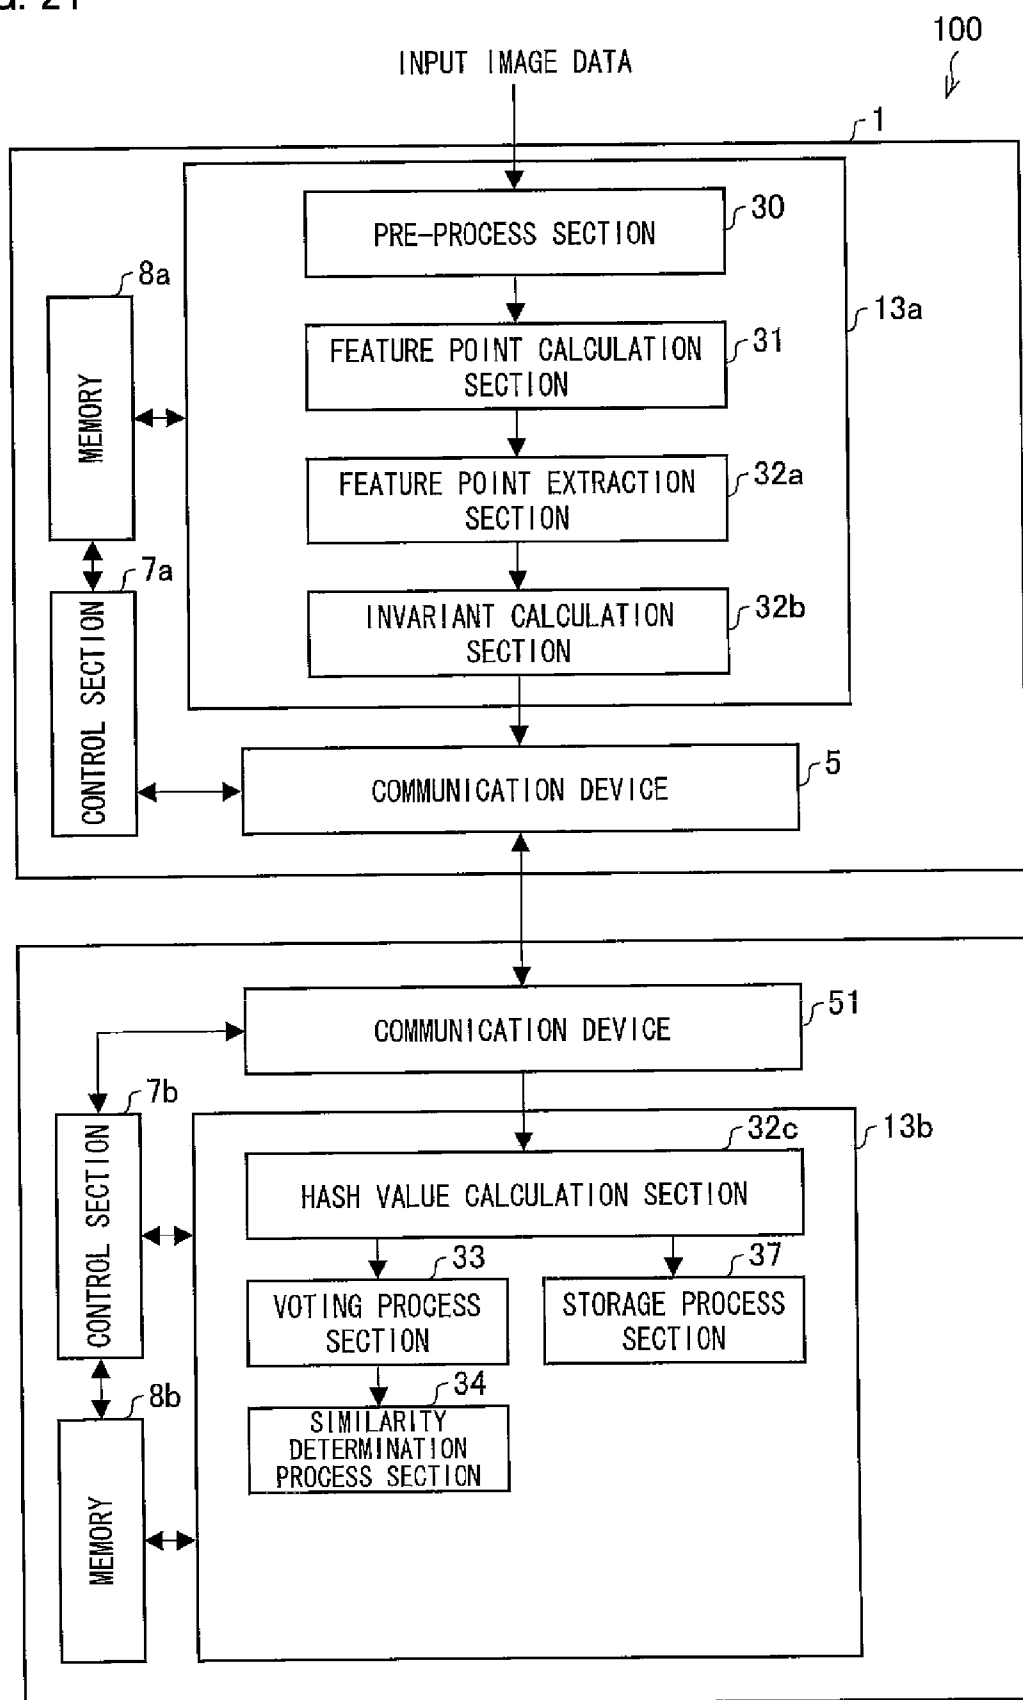 100
INPUT IMAGE DATA
1
30
PRE-PROCESS SECTION
8a
13a
31
FEATURE POINT CALCULATION
SECTION
MEMORY
32a
FEATURE POINT EXTRACTION
SECTION
7a
32b
INVARIANT CALCULATION
SECTION
CONTROL SECTION
5
COMMUNICATION DEVICE
51
COMMUNICATION DEVICE
7b
13b
32c
HASH VALUE CALCULATION SECTION
CONTROL SECTION
33
37
VOTING PROCESS
SECTION
STORAGE PROCESS
SECTION
8b
34
SIMILARITY
DETERMINATION
PROCESS SECTION
MEMORY